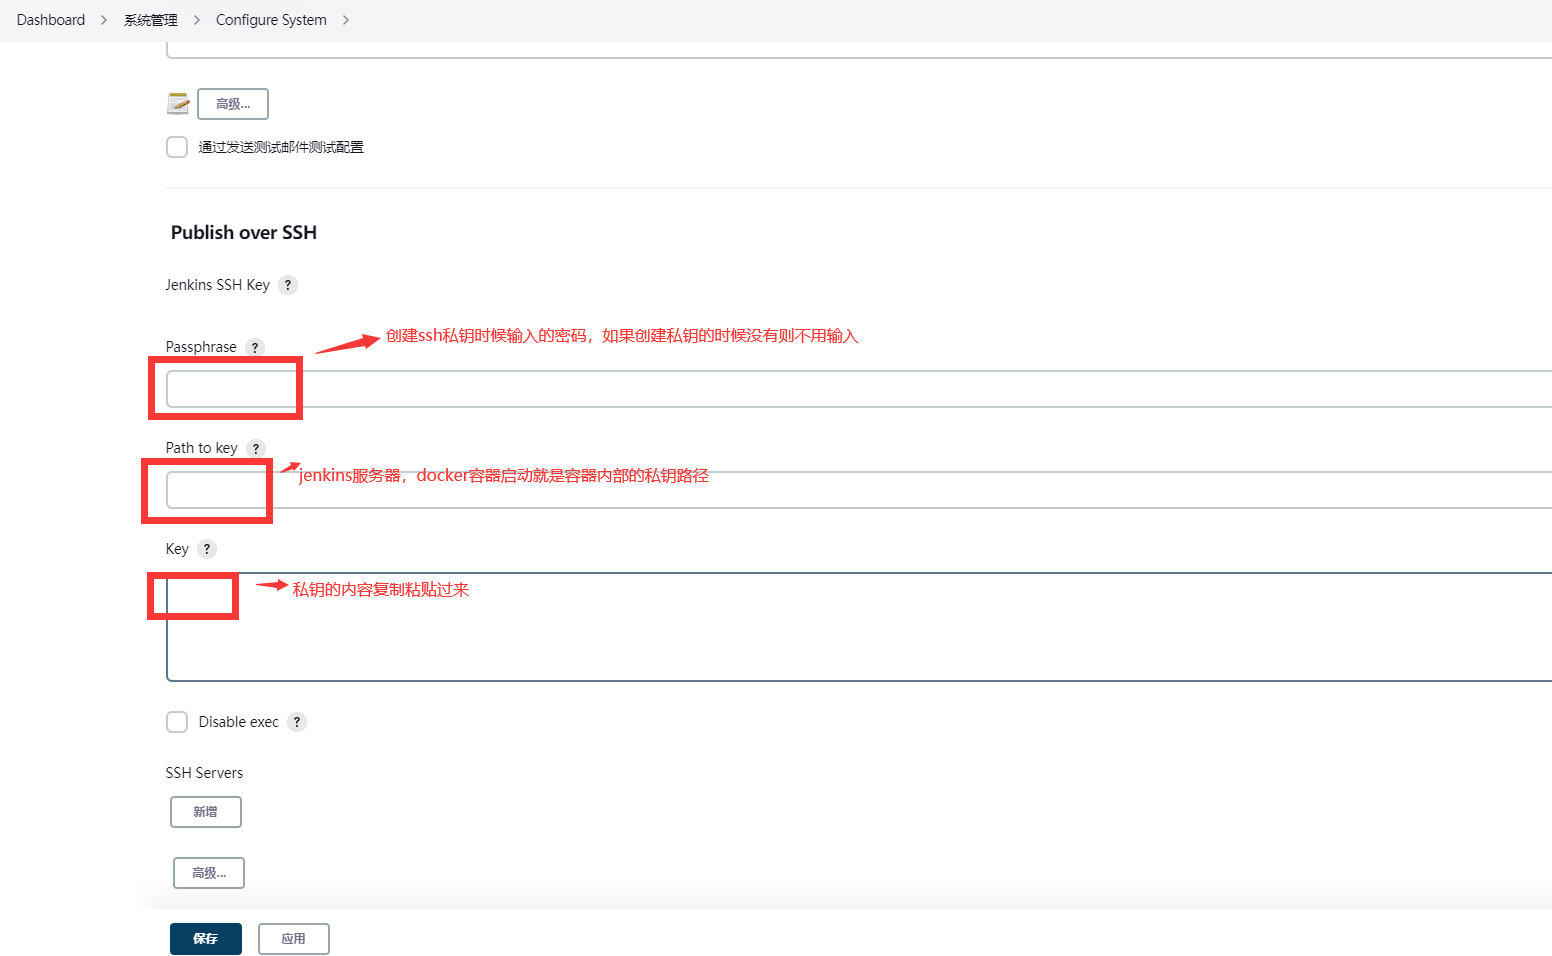 Dashboard > 系统管理 > Configure System >
高级...
通过发送测试邮件测试配置
Publish over SSH
Jenkins SSH Key ?
创建ssh私钥时候输入的密码，如果创建私钥的时候没有则不用输入
Passphrase ?
Path to key ?
jenkins服务器，docker容器启动就是容器内部的私钥路径
Key ?
私钥的内容复制粘贴过来
Disable exec ?
SSH Servers
新增
高级...
保存 应用